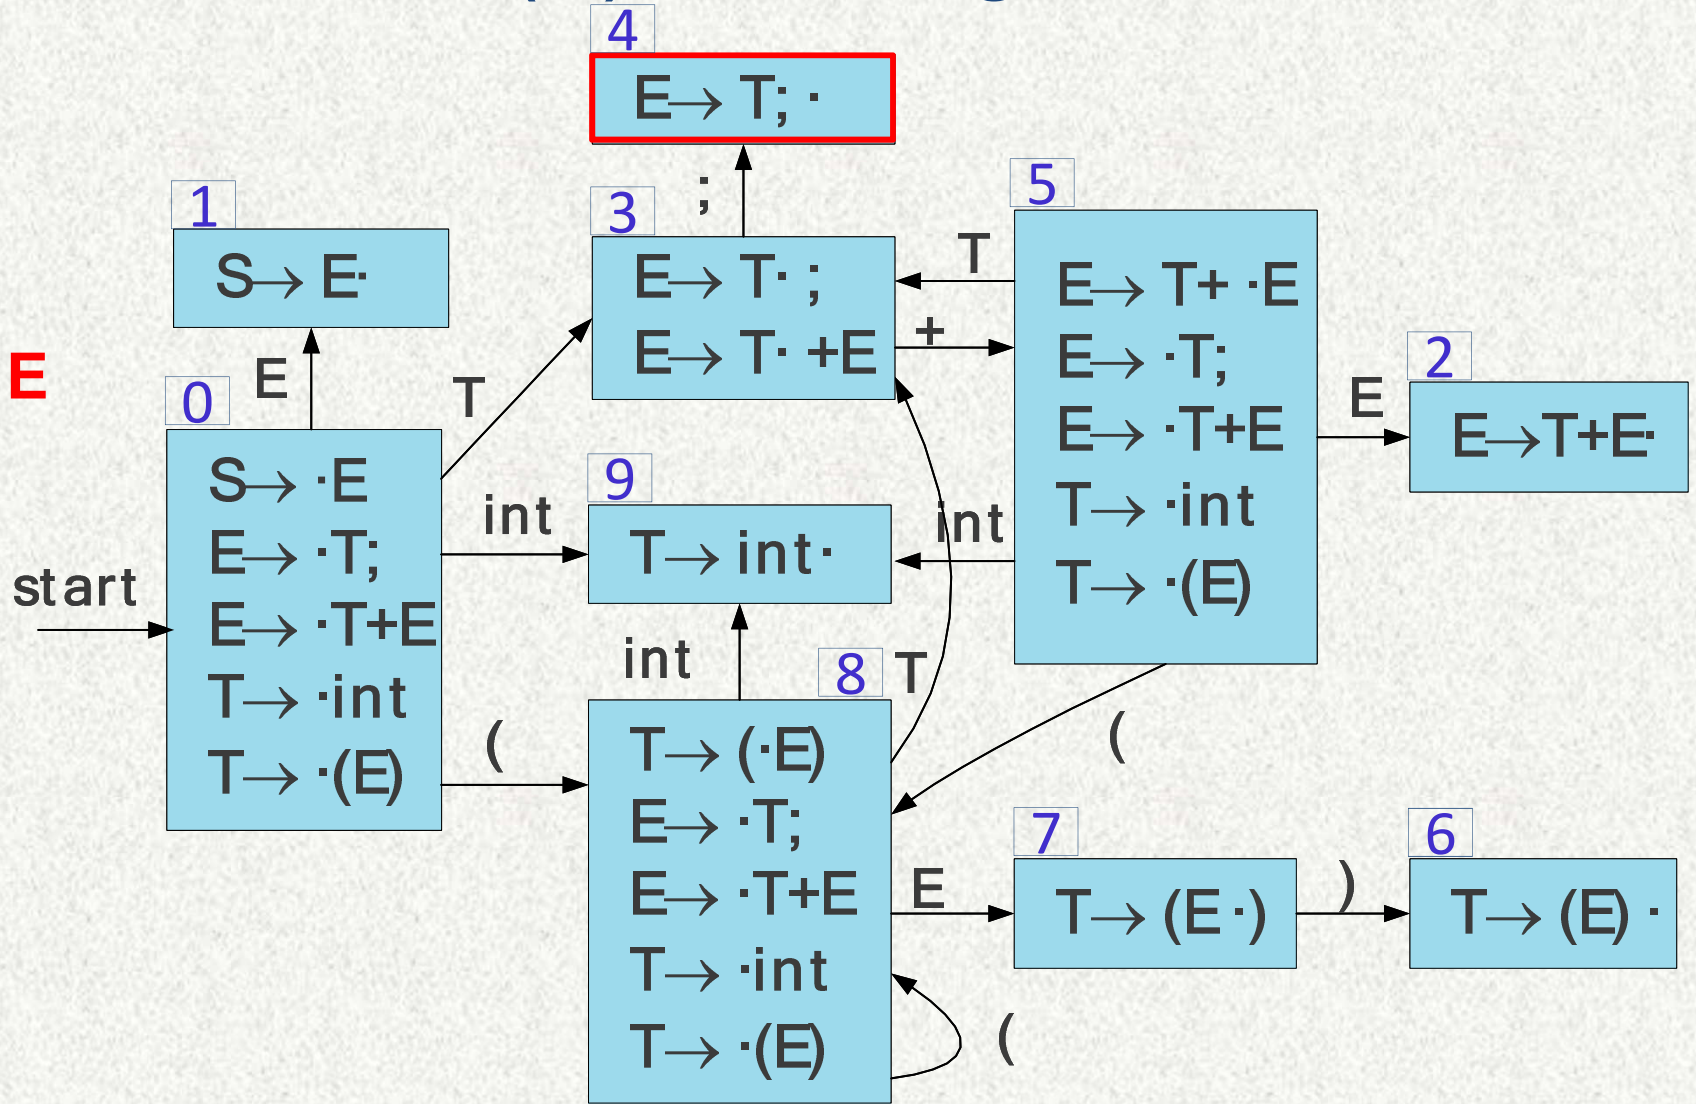 4
E→ T; ·
;
5
1
3
S→ E·
E→ T· ;
E→ T· +E
T
+
E→ T+ ·E
E→ ·T;
E→ ·T+E
T→ ·int
T→ ·(E)
E
E
T
2
E
E→T+E·
0
S→ ·E
E→ ·T;
E→ ·T+E
T→ ·int
T→ ·(E)
start
int
9
T→ int·
int
int
8
T
(
(
T→ (·E)
E→ ·T;
E→ ·T+E
T→ ·int
T→ ·(E)
E
7
T→ (E ·)
)
6
T→ (E) ·
(